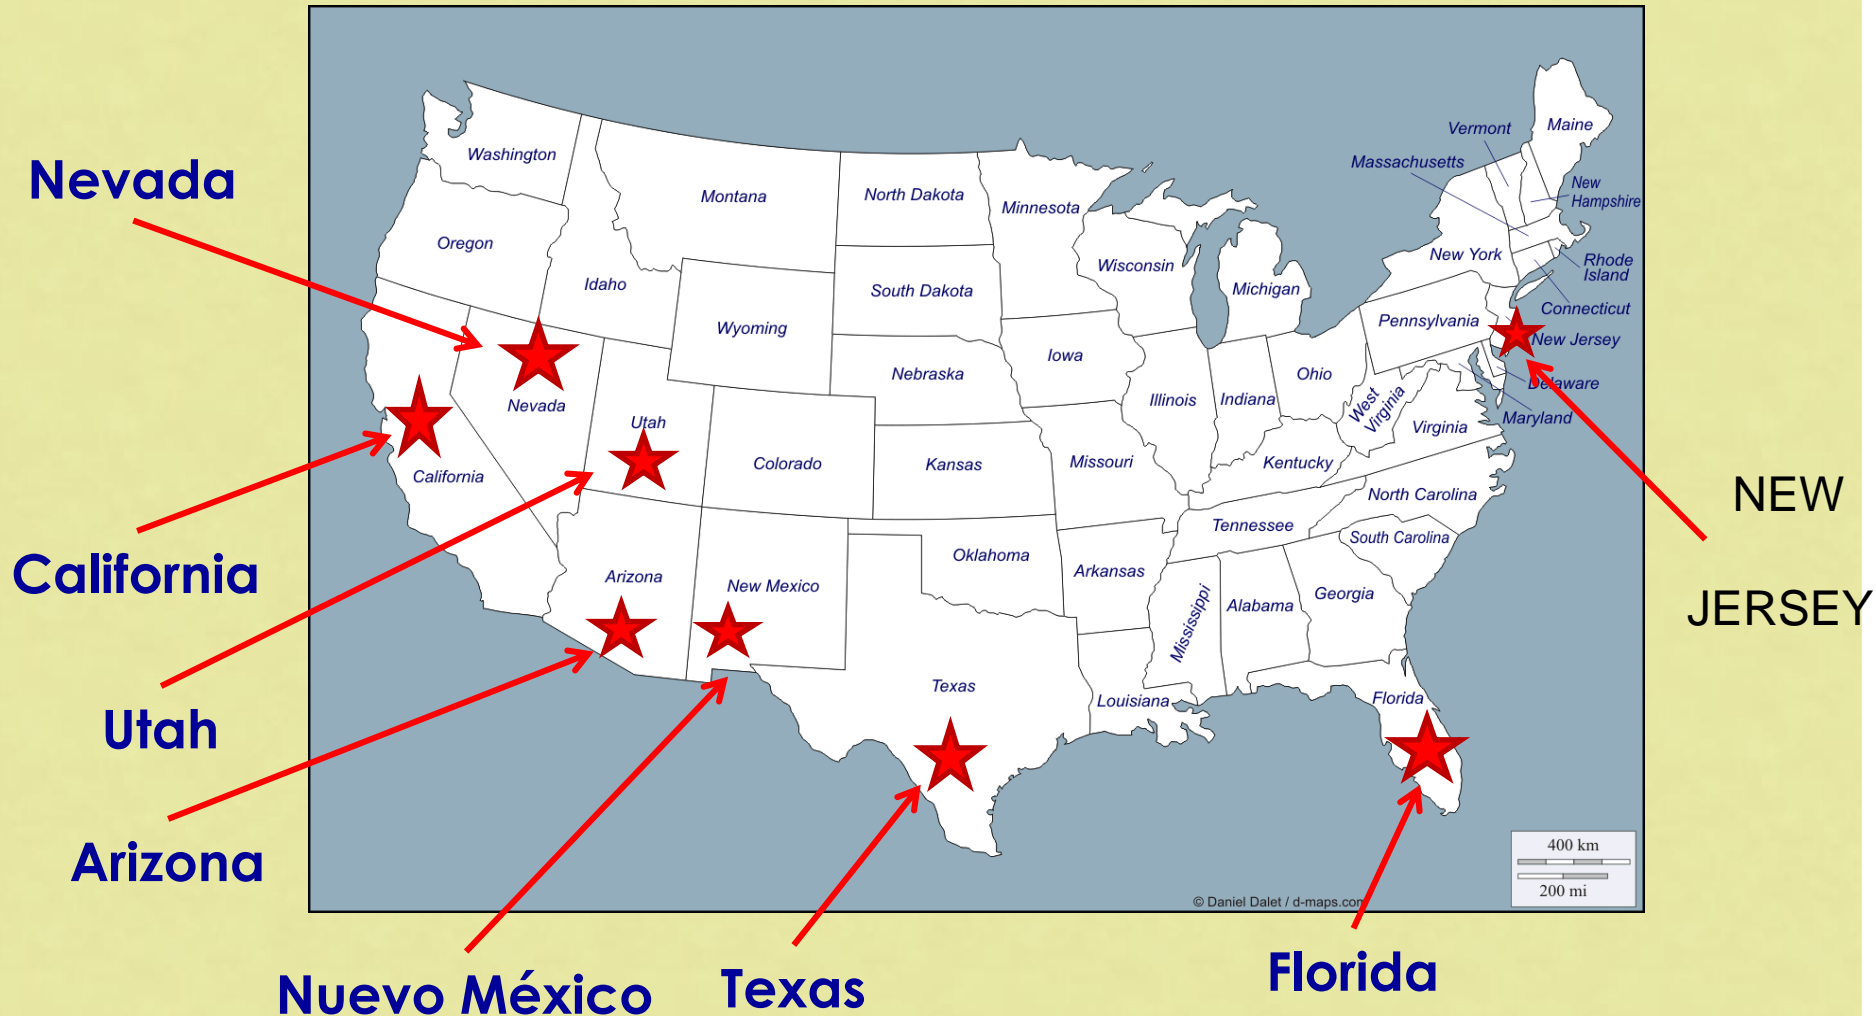 Nevada
California
Utah
Arizona
Nuevo México
Texas
Florida
NEW
JERSEY
Washington
Oregon
Idaho
Montana
North Dakota
Minnesota
South Dakota
Wyoming
Nebraska
Iowa
Wisconsin
Michigan
Illinois
Indiana
Ohio
Pennsylvania
New York
Vermont
Massachusetts
Maine
New
Hampshire
Rhode
Island
Connecticut
New Jersey
Delaware
Maryland
West
Virginia
Virginia
Nevada
Utah
California
Colorado
Kansas
Missouri
Kentucky
North Carolina
Tennessee
South Carolina
Arizona
New Mexico
Oklahoma
Arkansas
Mississippi
Alabama
Georgia
Texas
Louisiana
Florida
400 km
200 mi
© Daniel Dalet / d-maps.com